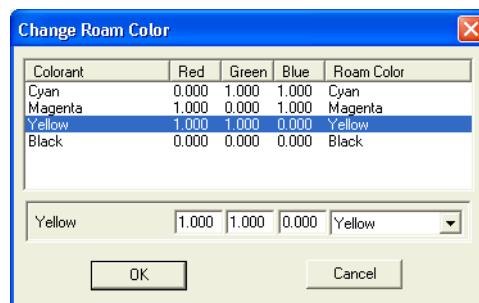 Change Roam Color
Colorant Red Green Blue Roam Color
Cyan 0.000 1.000 1.000 Cyan
Magenta 1.000 0.000 1.000 Magenta
Yellow 1.000 1.000 0.000 Yellow
Black 0.000 0.000 0.000 Black
Yellow 1.000 1.000 0.000 Yellow
OK Cancel